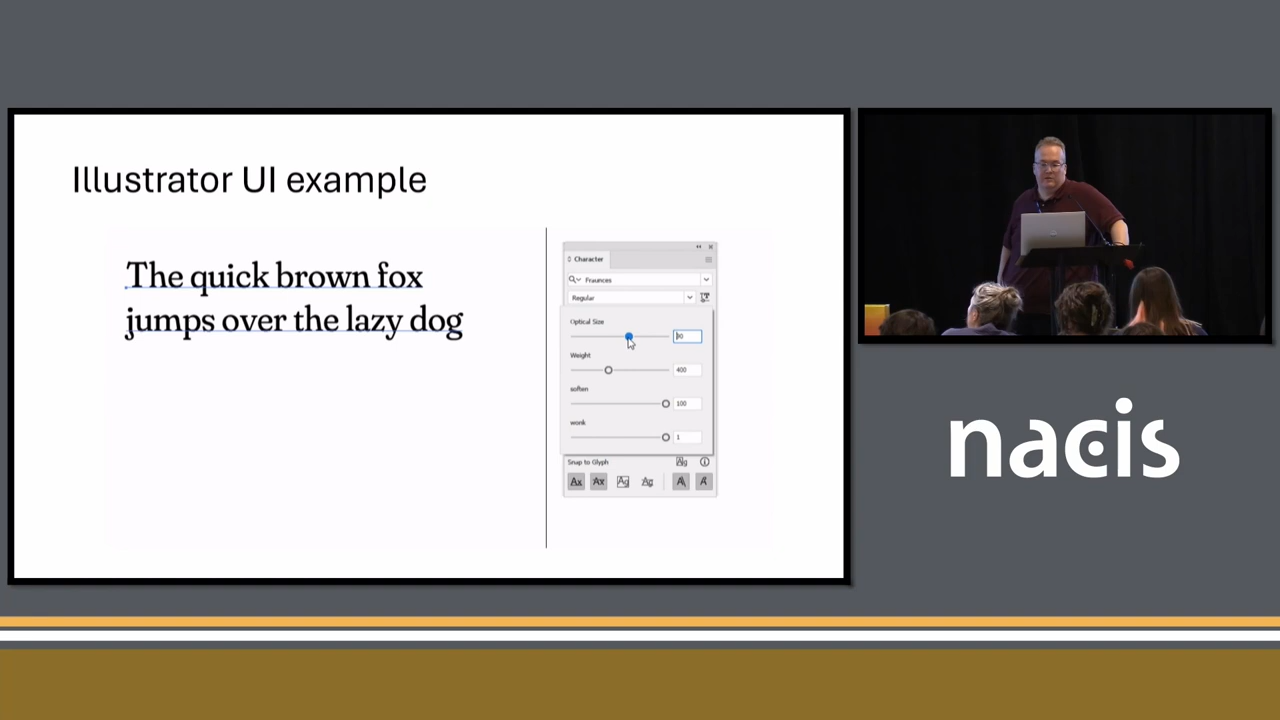 Illustrator UI example
The quick brown fox
jumps over the lazy dog
Character
Fraunces
Regular
Optical Size
Weight
400
soften
100
wonk
1
Snap to Glyph
nacis